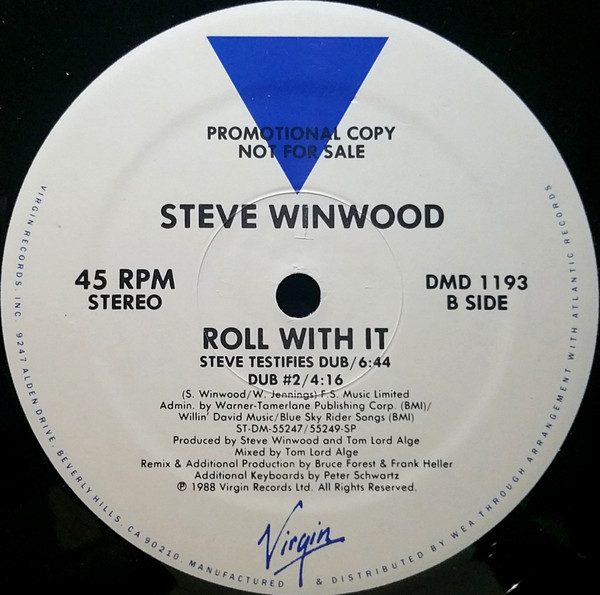 PROMOTIONAL COPY
NOT FOR SALE
STEVE WINWOOD
45 RPM
STEREO
DMD 1193
B SIDE
ROLL WITH IT
STEVE TESTIFIES DUB/6:44
DUB #2/4:16
(S. Winwood/W. Jennings) F.S. Music Limited
Admin. by Warner-Tamerlane Publishing Corp. (BMI)/
Willin' David Music/Blue Sky Rider Songs (BMI)
ST-DM-55247/55249-SP
Produced by Steve Winwood and Tom Lord Alge
Mixed by Tom Lord Alge
Remix & Additional Production by Bruce Forest & Frank Heller
Additional Keyboards by Peter Schwartz
℗ 1988 Virgin Records Ltd. All Rights Reserved.
Virgin
VIRGIN RECORDS, INC. 9247 ALDEN DRIVE, BEVERLY HILLS, CA 90210. MANUFACTURED & DISTRIBUTED BY WEA THROUGH ARRANGEMENT WITH ATLANTIC RECORDS